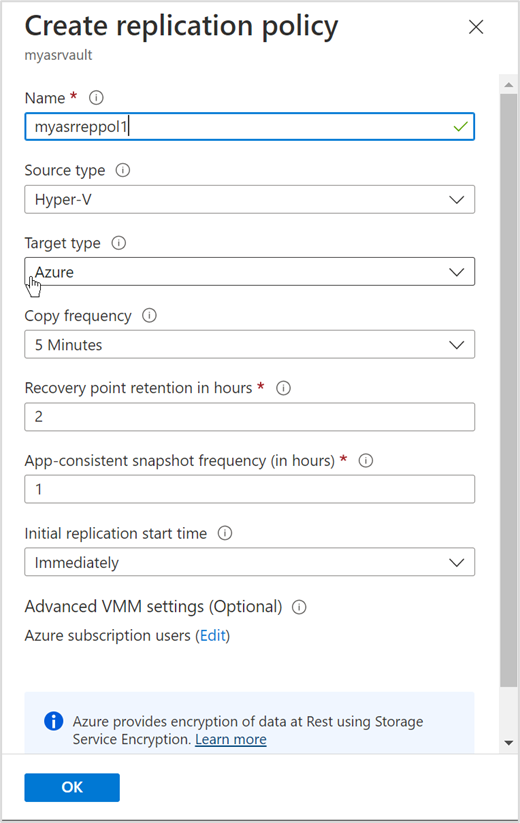 Create replication policy
myasrvault
Name *
myasrreppol1
Source type
Hyper-V
Target type
Azure
Copy frequency
5 Minutes
Recovery point retention in hours *
2
App-consistent snapshot frequency (in hours) *
1
Initial replication start time
Immediately
Advanced VMM settings (Optional)
Azure subscription users (Edit)
Azure provides encryption of data at Rest using Storage
Service Encryption. Learn more
OK